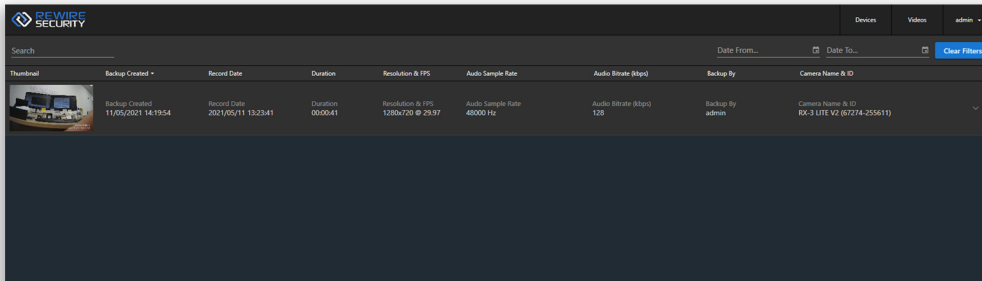 REWIRE
SECURITY
Devices Videos admin
Search Date From... Date To... Clear Filters
Thumbnail Backup Created Record Date Duration Resolution & FPS Audo Sample Rate Audio Bitrate (kbps) Backup By Camera Name & ID
Backup Created Record Date Duration Resolution & FPS Audo Sample Rate Audio Bitrate (kbps) Backup By Camera Name & ID
11/05/2021 14:19:54 2021/05/11 13:23:41 00:00:41 1280x720 @ 29.97 48000 Hz 128 admin RX-3 LITE V2 (67274-255611)